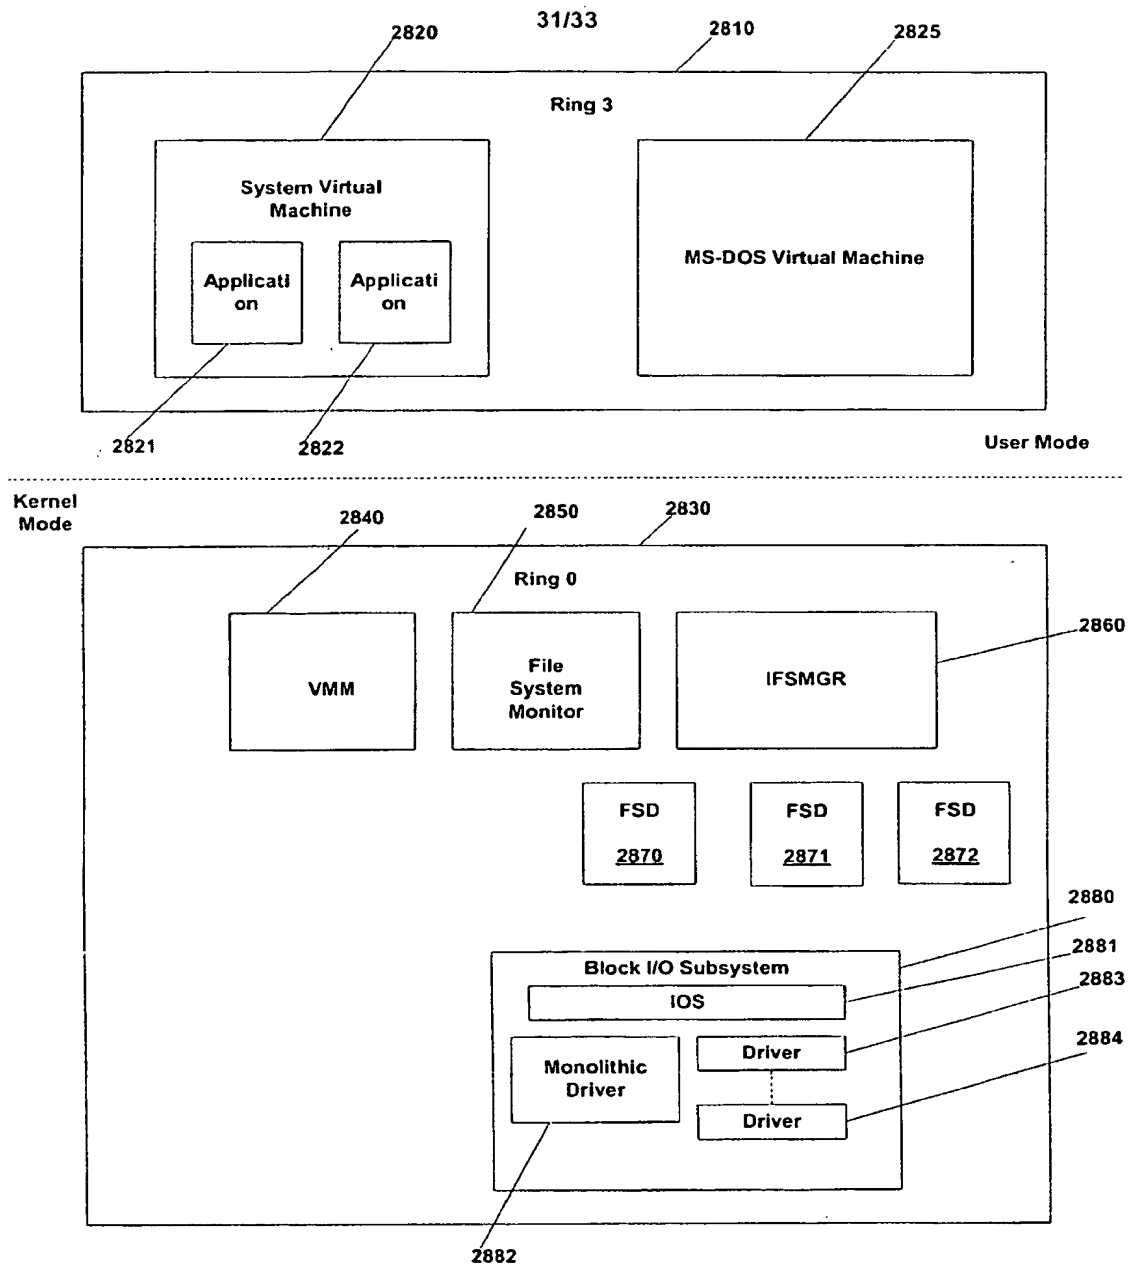 31/33
2820
2810
2825
Ring 3
System Virtual
Machine
Applicati
on
Applicati
on
MS-DOS Virtual Machine
2821
2822
User Mode
Kernel
Mode
2840
2850
2830
Ring 0
2860
VMM
File
System
Monitor
IFSMGR
FSD
2870
FSD
2871
FSD
2872
2880
2881
2883
2884
Block I/O Subsystem
IOS
Monolithic
Driver
Driver
Driver
2882